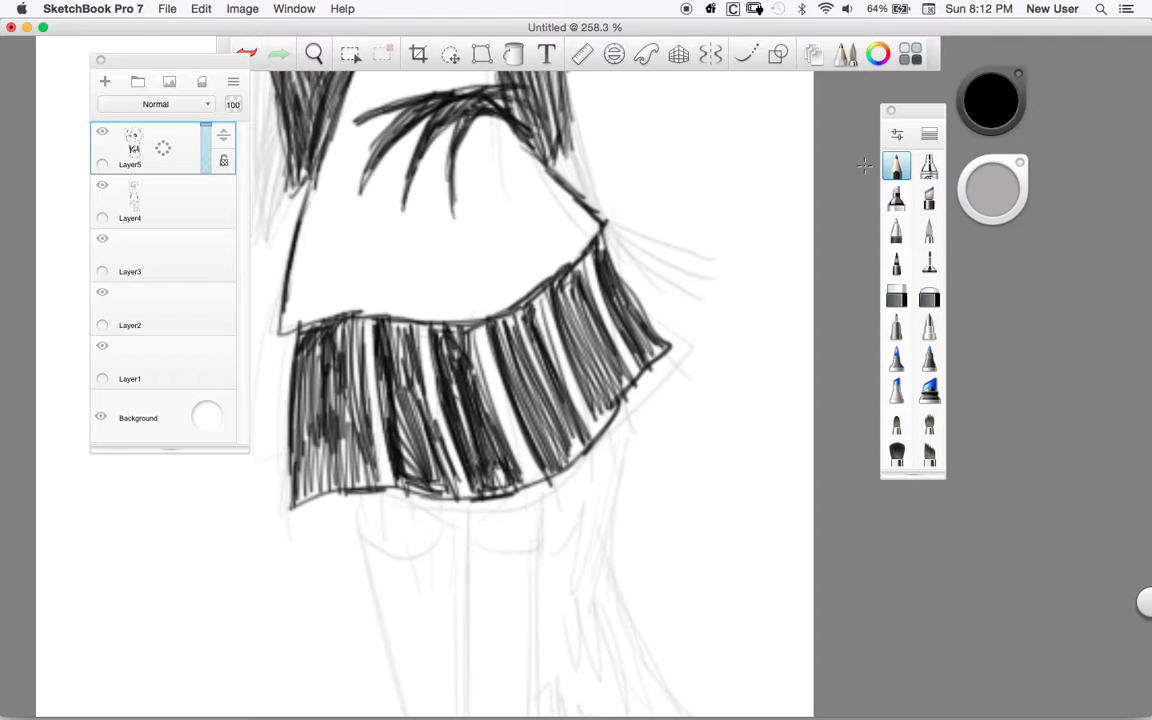 SketchBook Pro 7 File Edit Image Window Help 64% Sun 8:12 PM New User
Untitled @ 258.3 %
Normal 100
Layer5
Layer4
Layer3
Layer2
Layer1
Background